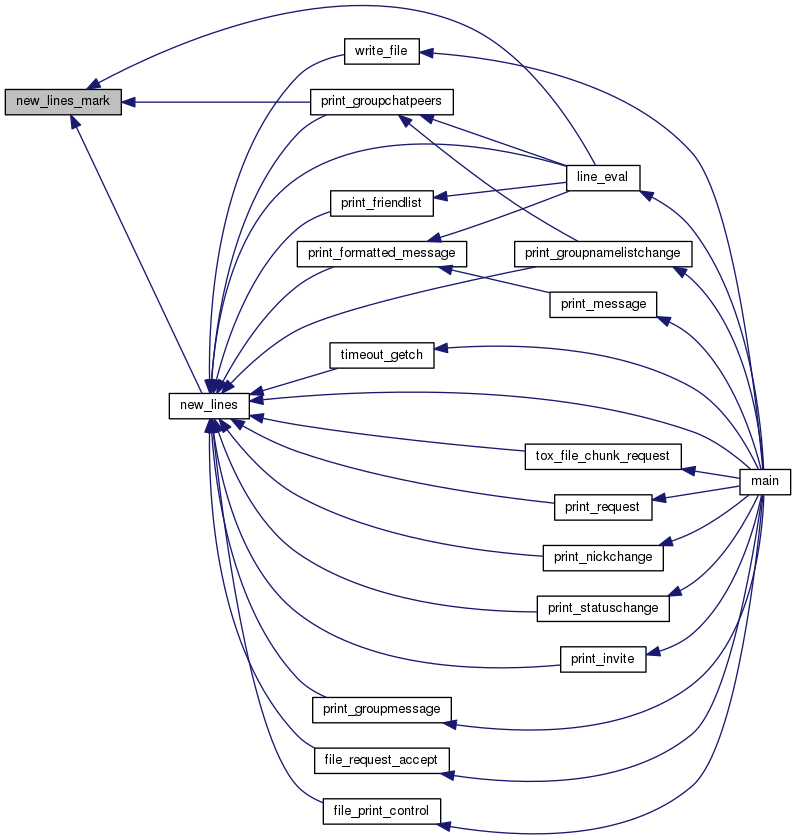 write_file
new_lines_mark
print_groupchatpeers
line_eval
print_friendlist
print_formatted_message
print_groupnamelistchange
print_message
timeout_getch
new_lines
tox_file_chunk_request
main
print_request
print_nickchange
print_statuschange
print_invite
print_groupmessage
file_request_accept
file_print_control